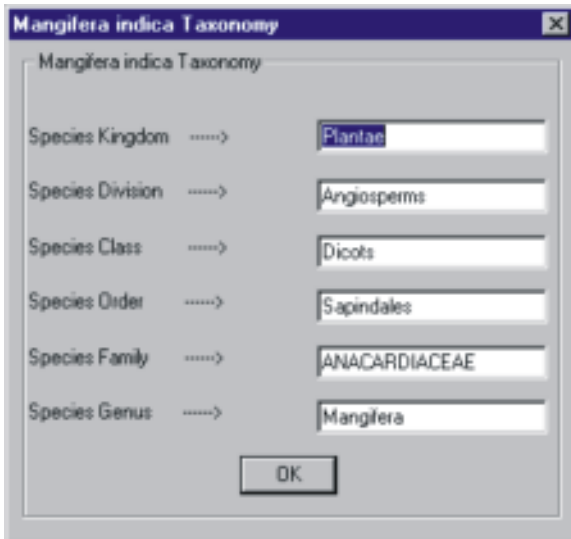 Mangifera indica Taxonomy
Mangifera indica Taxonomy
Species Kingdom ------> Plantae
Species Division ------> Angiosperms
Species Class ------> Dicots
Species Order ------> Sapindales
Species Family ------> ANACARDIACEAE
Species Genus ------> Mangifera
OK